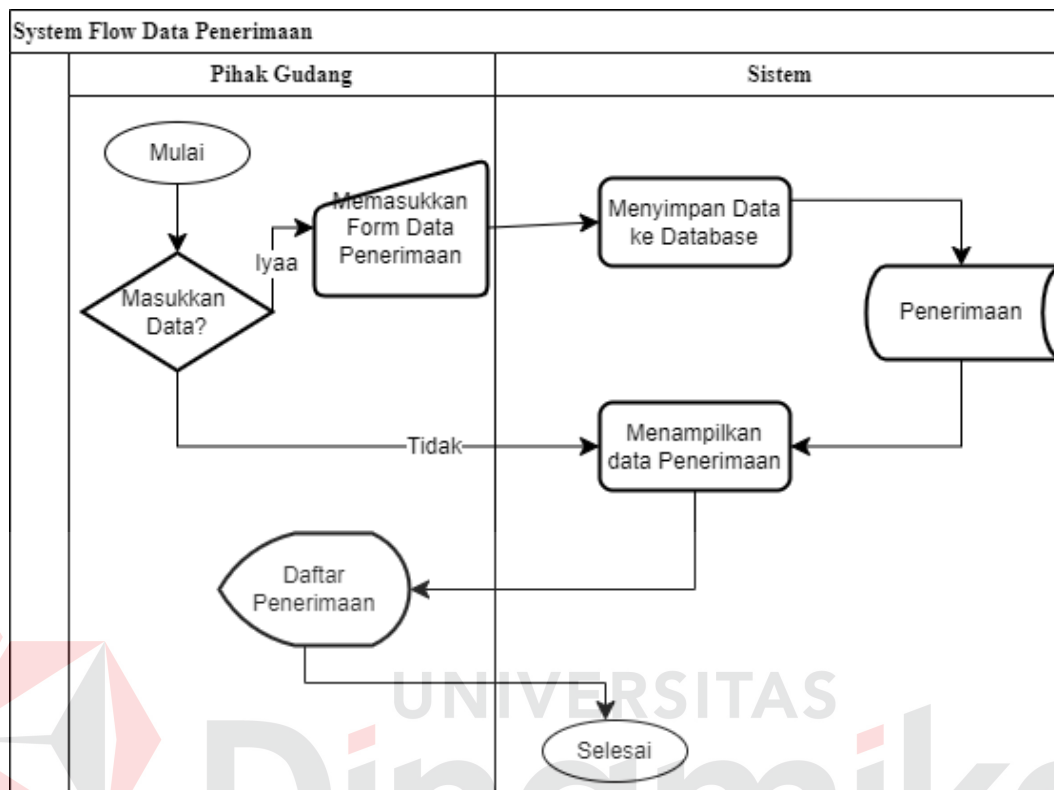 System Flow Data Penerimaan
Pihak Gudang
Sistem
Mulai
Masukkan
Data?
Iyaa
Memasukkan
Form Data
Penerimaan
Menyimpan Data
ke Database
Penerimaan
Tidak
Menampilkan
data Penerimaan
Daftar
Penerimaan
Selesai
UNIVERSITAS
Dinamika